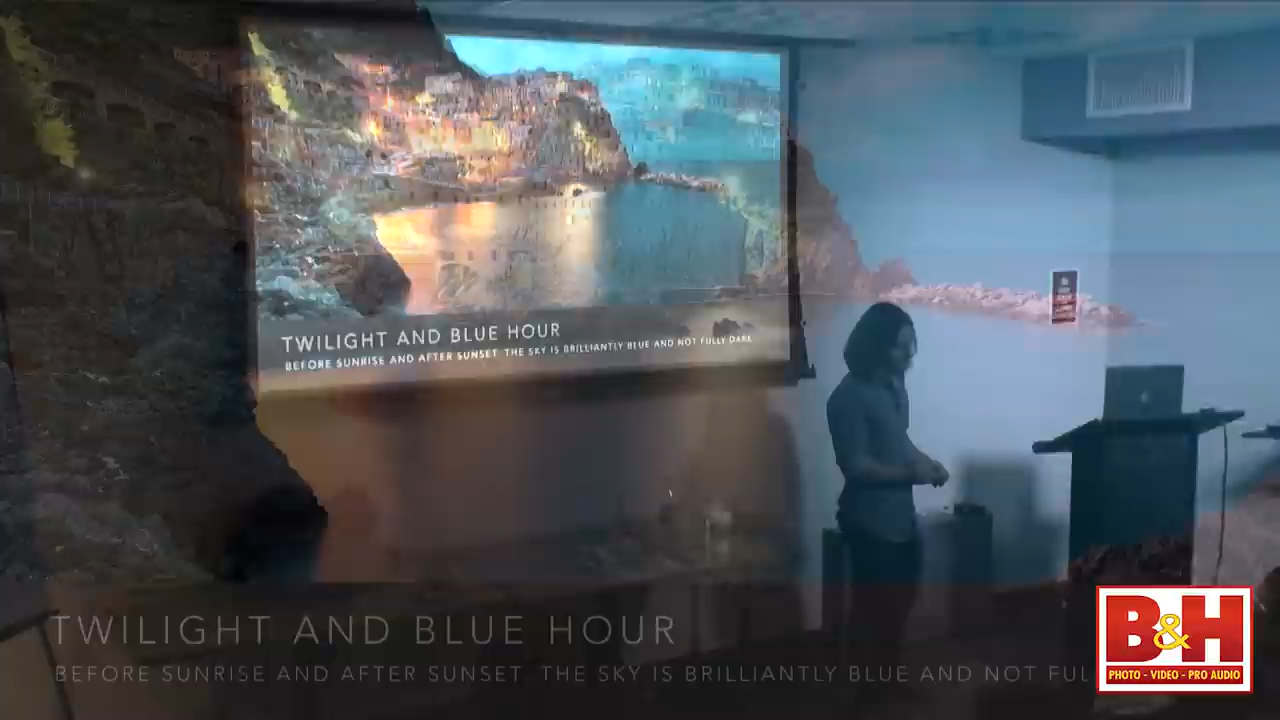 TWILIGHT AND BLUE HOUR
BEFORE SUNRISE AND AFTER SUNSET THE SKY IS BRILLIANTLY BLUE AND NOT FULLY DARK
TWILIGHT AND BLUE HOUR
BEFORE SUNRISE AND AFTER SUNSET THE SKY IS BRILLIANTLY BLUE AND NOT FUL
B&H
PHOTO - VIDEO - PRO AUDIO